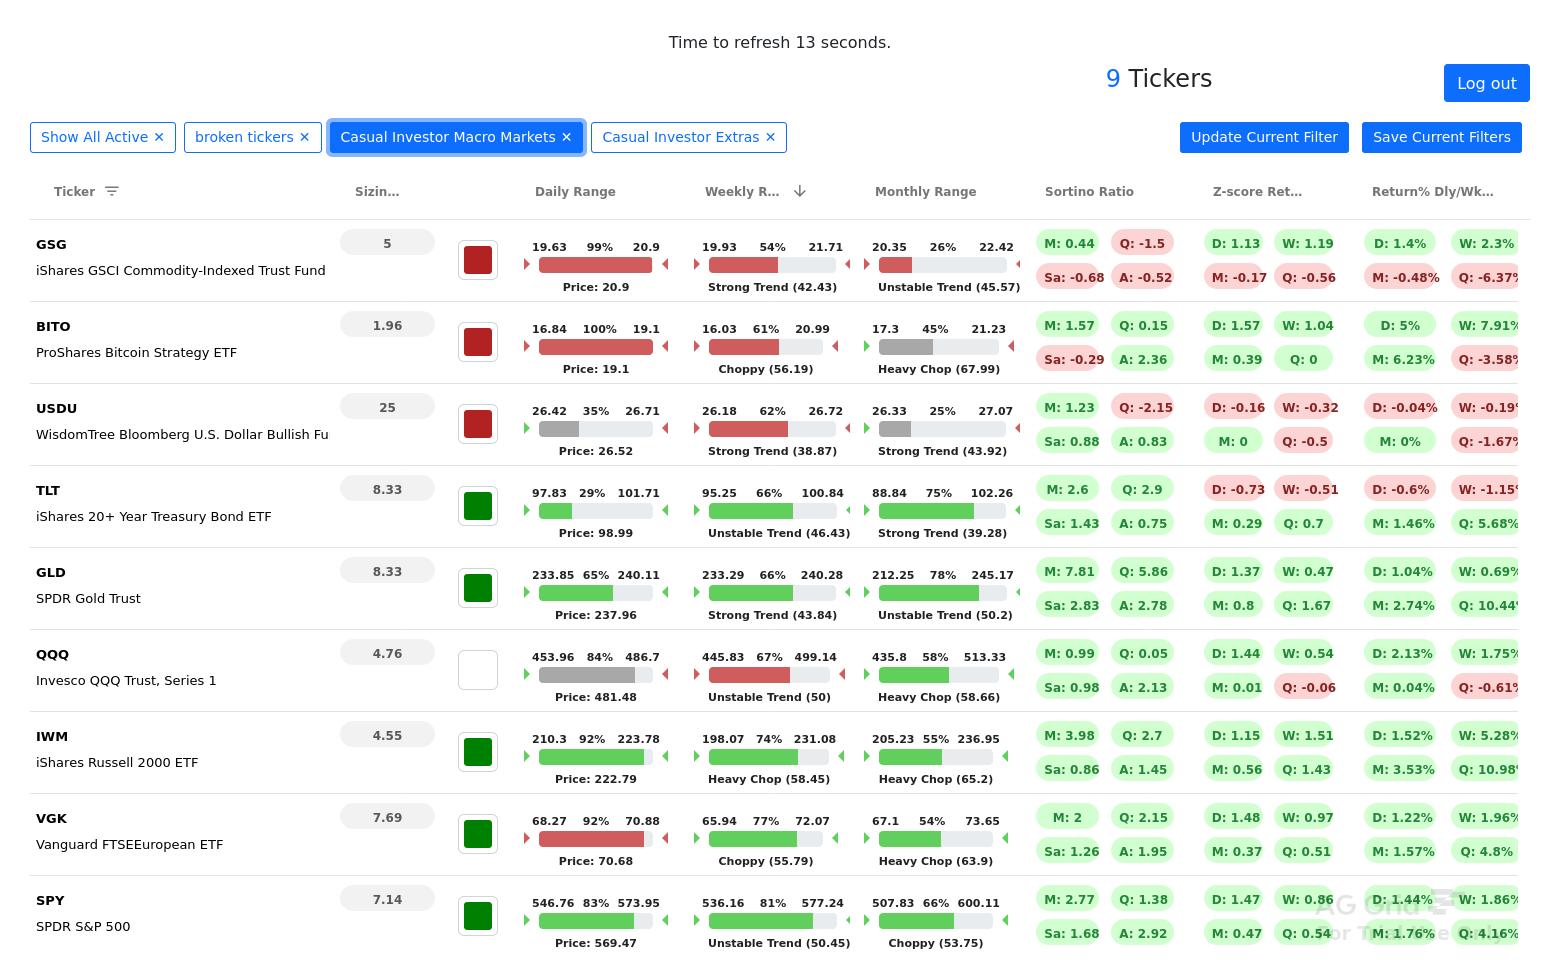 Time to refresh 13 seconds.
9 Tickers
Log out
Show All Active ✕ broken tickers ✕ Casual Investor Macro Markets ✕ Casual Investor Extras ✕ Update Current Filter Save Current Filters
Ticker Sizin... Daily Range Weekly R... Monthly Range Sortino Ratio Z-score Ret... Return% Dly/Wk...
GSG 5 19.63 99% 20.9 19.93 54% 21.71 20.35 26% 22.42 M: 0.44 Q: -1.5 D: 1.13 W: 1.19 D: 1.4% W: 2.3%
iShares GSCI Commodity-Indexed Trust Fund Sa: -0.68 A: -0.52 M: -0.17 Q: -0.56 M: -0.48% Q: -6.37%
Price: 20.9 Strong Trend (42.43) Unstable Trend (45.57)
BITO 1.96 16.84 100% 19.1 16.03 61% 20.99 17.3 45% 21.23 M: 1.57 Q: 0.15 D: 1.57 W: 1.04 D: 5% W: 7.91%
ProShares Bitcoin Strategy ETF Sa: -0.29 A: 2.36 M: 0.39 Q: 0 M: 6.23% Q: -3.58%
Price: 19.1 Choppy (56.19) Heavy Chop (67.99)
USDU 25 26.42 35% 26.71 26.18 62% 26.72 26.33 25% 27.07 M: 1.23 Q: -2.15 D: -0.16 W: -0.32 D: -0.04% W: -0.19%
WisdomTree Bloomberg U.S. Dollar Bullish Fu Sa: 0.88 A: 0.83 M: 0 Q: -0.5 M: 0% Q: -1.67%
Price: 26.52 Strong Trend (38.87) Strong Trend (43.92)
TLT 8.33 97.83 29% 101.71 95.25 66% 100.84 88.84 75% 102.26 M: 2.6 Q: 2.9 D: -0.73 W: -0.51 D: -0.6% W: -1.15%
iShares 20+ Year Treasury Bond ETF Sa: 1.43 A: 0.75 M: 0.29 Q: 0.7 M: 1.46% Q: 5.68%
Price: 98.99 Unstable Trend (46.43) Strong Trend (39.28)
GLD 8.33 233.85 65% 240.11 233.29 66% 240.28 212.25 78% 245.17 M: 7.81 Q: 5.86 D: 1.37 W: 0.47 D: 1.04% W: 0.69%
SPDR Gold Trust Sa: 2.83 A: 2.78 M: 0.8 Q: 1.67 M: 2.74% Q: 10.44%
Price: 237.96 Strong Trend (43.84) Unstable Trend (50.2)
QQQ 4.76 453.96 84% 486.7 445.83 67% 499.14 435.8 58% 513.33 M: 0.99 Q: 0.05 D: 1.44 W: 0.54 D: 2.13% W: 1.75%
Invesco QQQ Trust, Series 1 Sa: 0.98 A: 2.13 M: 0.01 Q: -0.06 M: 0.04% Q: -0.61%
Price: 481.48 Unstable Trend (50) Heavy Chop (58.66)
IWM 4.55 210.3 92% 223.78 198.07 74% 231.08 205.23 55% 236.95 M: 3.98 Q: 2.7 D: 1.15 W: 1.51 D: 1.52% W: 5.28%
iShares Russell 2000 ETF Sa: 0.86 A: 1.45 M: 0.56 Q: 1.43 M: 3.53% Q: 10.98%
Price: 222.79 Heavy Chop (58.45) Heavy Chop (65.2)
VGK 7.69 68.27 92% 70.88 65.94 77% 72.07 67.1 54% 73.65 M: 2 Q: 2.15 D: 1.48 W: 0.97 D: 1.22% W: 1.96%
Vanguard FTSEEuropean ETF Sa: 1.26 A: 1.95 M: 0.37 Q: 0.51 M: 1.57% Q: 4.8%
Price: 70.68 Choppy (55.79) Heavy Chop (63.9)
SPY 7.14 546.76 83% 573.95 536.16 81% 577.24 507.83 66% 600.11 M: 2.77 Q: 1.38 D: 1.47 W: 0.86 D: 1.44% W: 1.86%
AG Grid
SPDR S&P 500 Sa: 1.68 A: 2.92 M: 0.47 Q: 0.54 M: 1.76% Q: 4.16%
For Trial Use Only
Price: 569.47 Unstable Trend (50.45) Choppy (53.75)